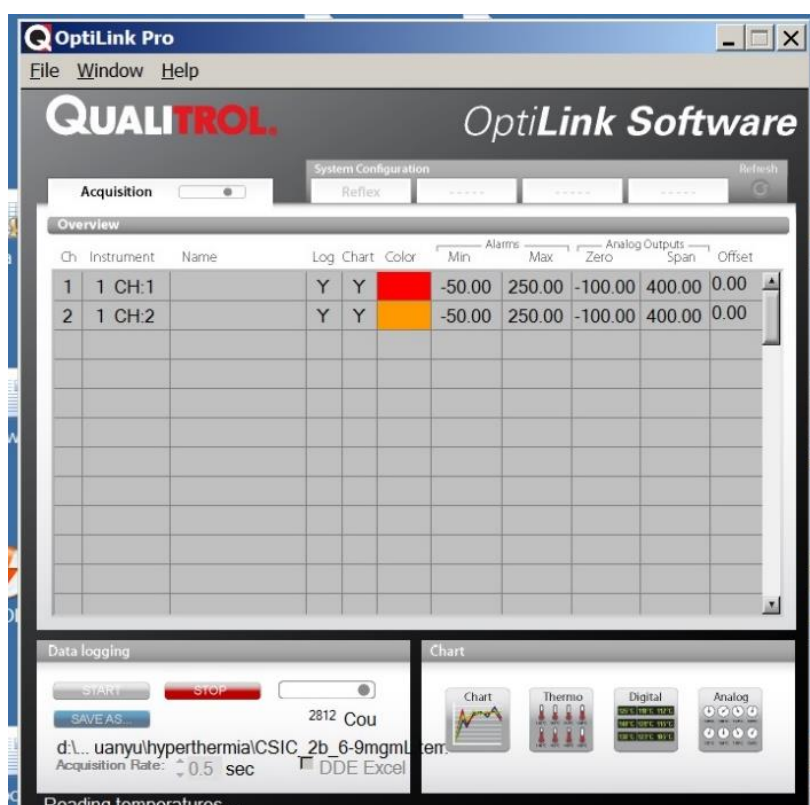 OptiLink Pro
File Window Help
QUALITROL.
OptiLink Software
System Configuration
Refresh
Acquisition
Reflex
-----
-----
-----
Overview
Alarms
Analog Outputs
Ch Instrument Name Log Chart Color Min Max Zero Span Offset
1 1 CH:1 Y Y -50.00 250.00 -100.00 400.00 0.00
2 1 CH:2 Y Y -50.00 250.00 -100.00 400.00 0.00
Data logging
Chart
START STOP
Chart Thermo Digital Analog
SAVE AS... 2812 Cou
d:\... uanyu\hyperthermia\CSIC_2b_6-9mgmL
Acquisition Rate: 0.5 sec DDE Excel
Reading temperatures